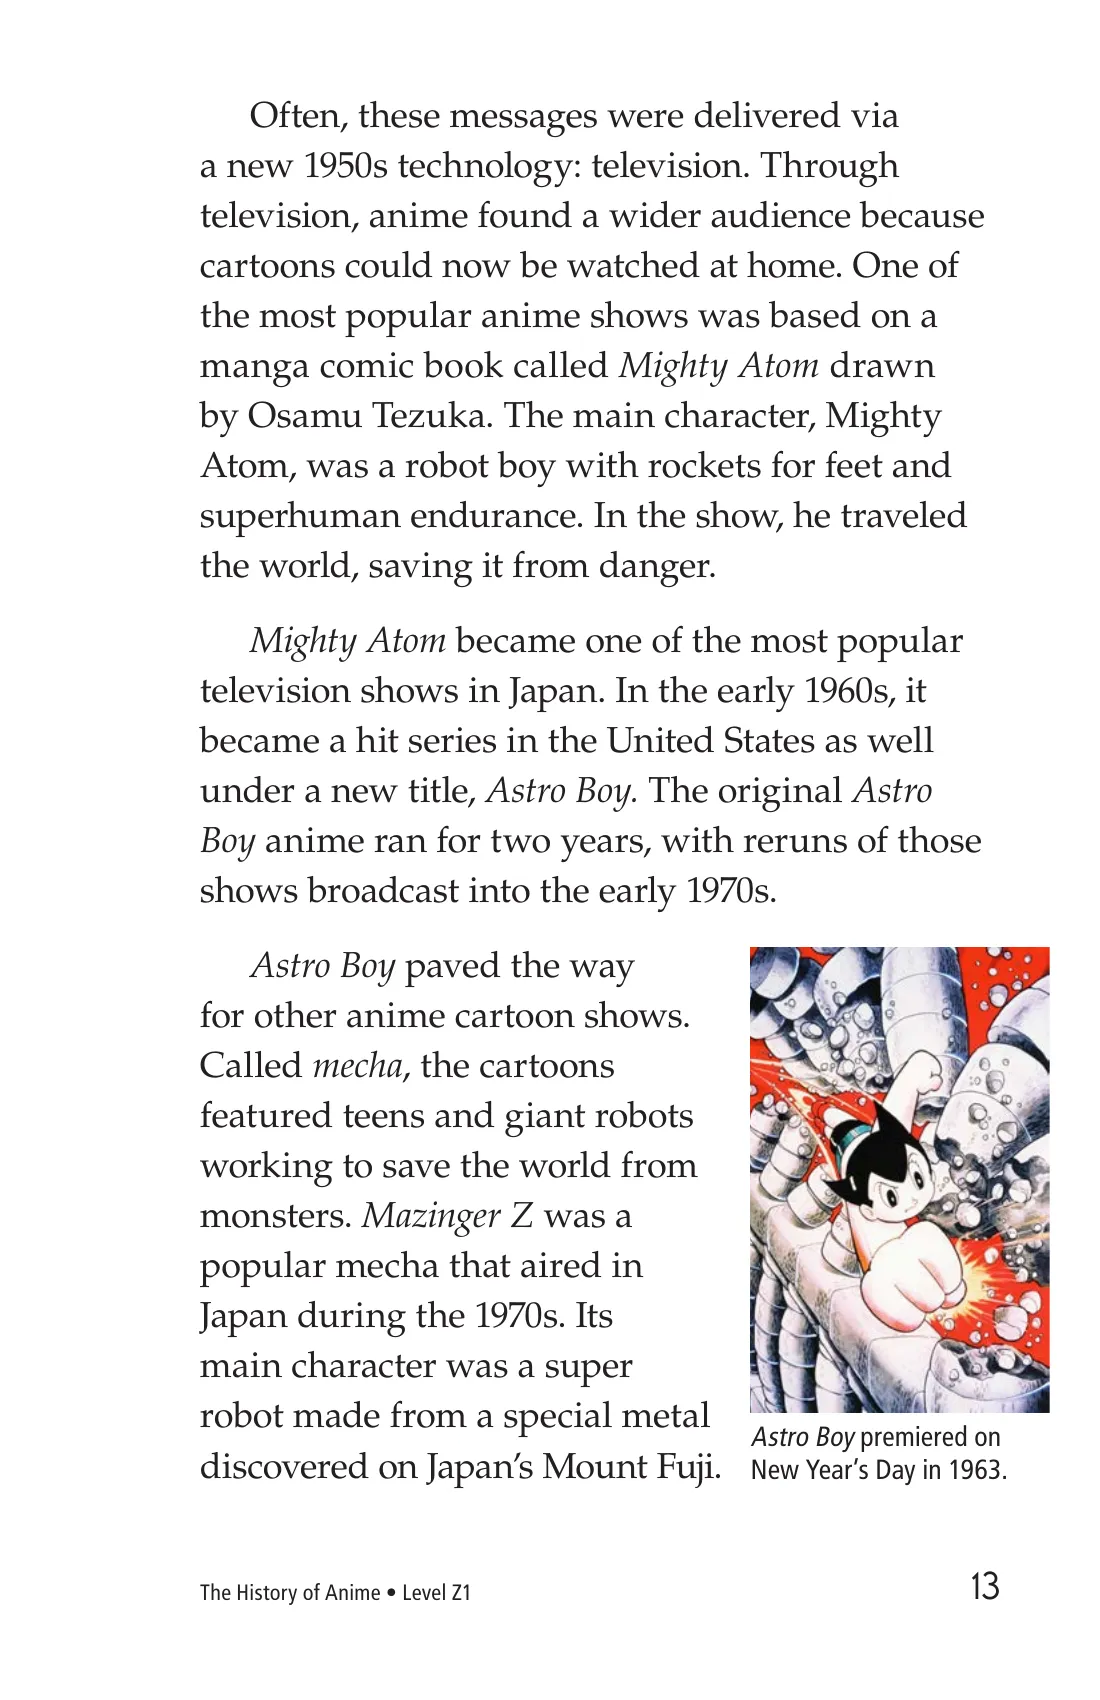 Often, these messages were delivered via
a new 1950s technology: television. Through
television, anime found a wider audience because
cartoons could now be watched at home. One of
the most popular anime shows was based on a
manga comic book called Mighty Atom drawn
by Osamu Tezuka. The main character, Mighty
Atom, was a robot boy with rockets for feet and
superhuman endurance. In the show, he traveled
the world, saving it from danger.
Mighty Atom became one of the most popular
television shows in Japan. In the early 1960s, it
became a hit series in the United States as well
under a new title, Astro Boy. The original Astro
Boy anime ran for two years, with reruns of those
shows broadcast into the early 1970s.
Astro Boy paved the way
for other anime cartoon shows.
Called mecha, the cartoons
featured teens and giant robots
working to save the world from
monsters. Mazinger Z was a
popular mecha that aired in
Japan during the 1970s. Its
main character was a super
robot made from a special metal
discovered on Japan’s Mount Fuji.
Astro Boy premiered on
New Year’s Day in 1963.
The History of Anime • Level Z1
13